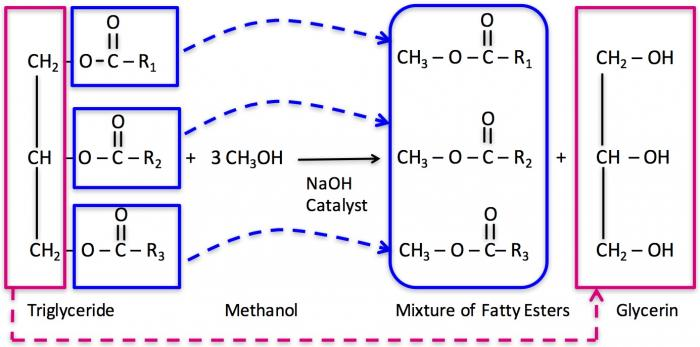 O
||
CH₂ – O – C – R₁
O
||
CH – O – C – R₂
O
||
CH₂ – O – C – R₃
+ 3 CH₃OH
NaOH
Catalyst
O
||
CH₃ – O – C – R₁
O
||
CH₃ – O – C – R₂
O
||
CH₃ – O – C – R₃
+
CH₂ – OH
CH – OH
CH₂ – OH
Triglyceride
Methanol
Mixture of Fatty Esters
Glycerin